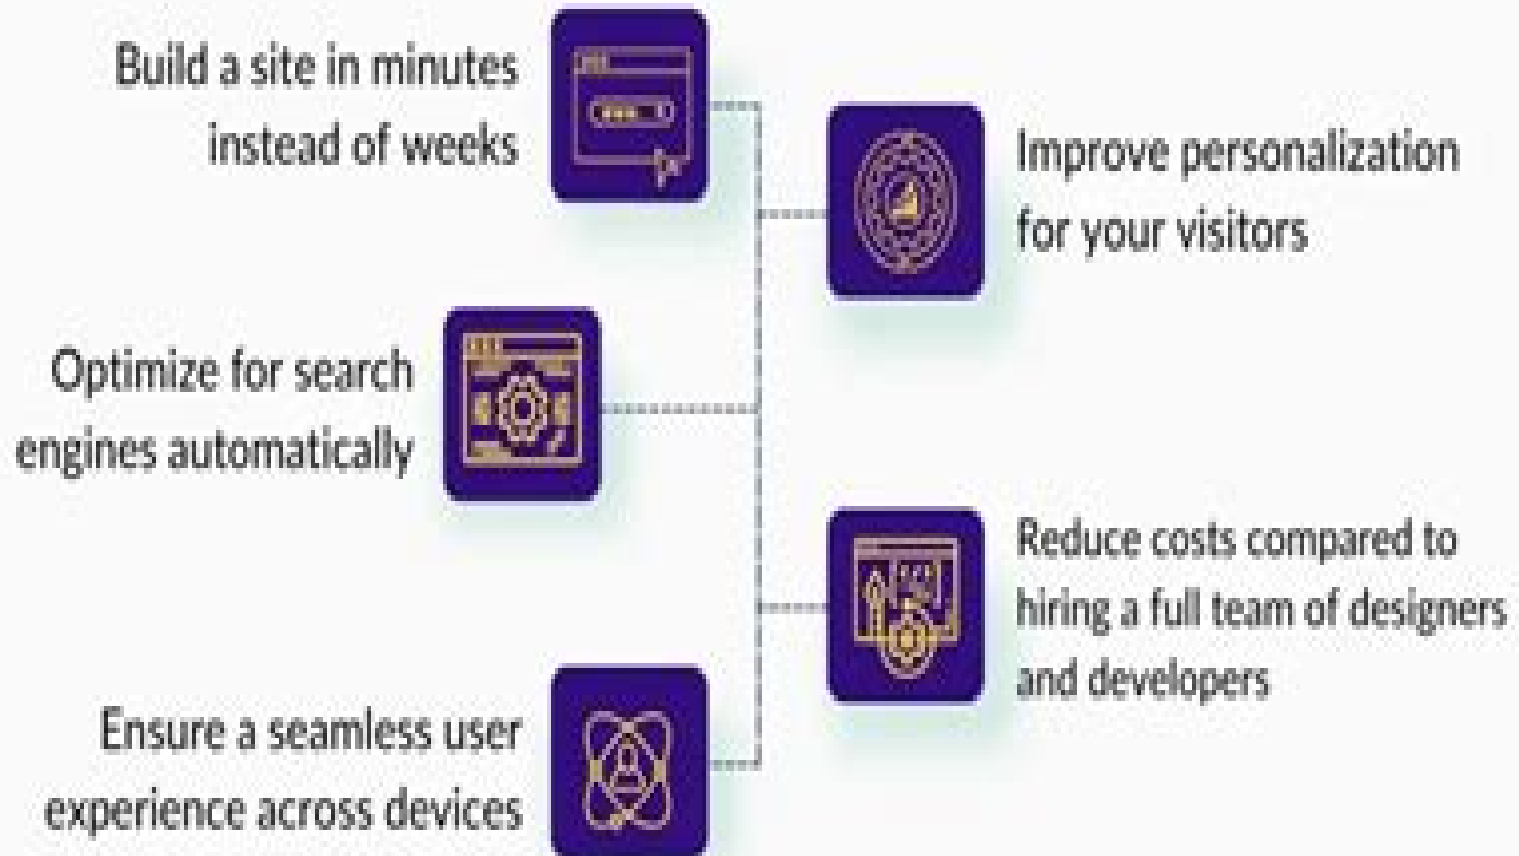 Build a site in minutes
instead of weeks
Improve personalization
for your visitors
Optimize for search
engines automatically
Reduce costs compared to
hiring a full team of designers
and developers
Ensure a seamless user
experience across devices